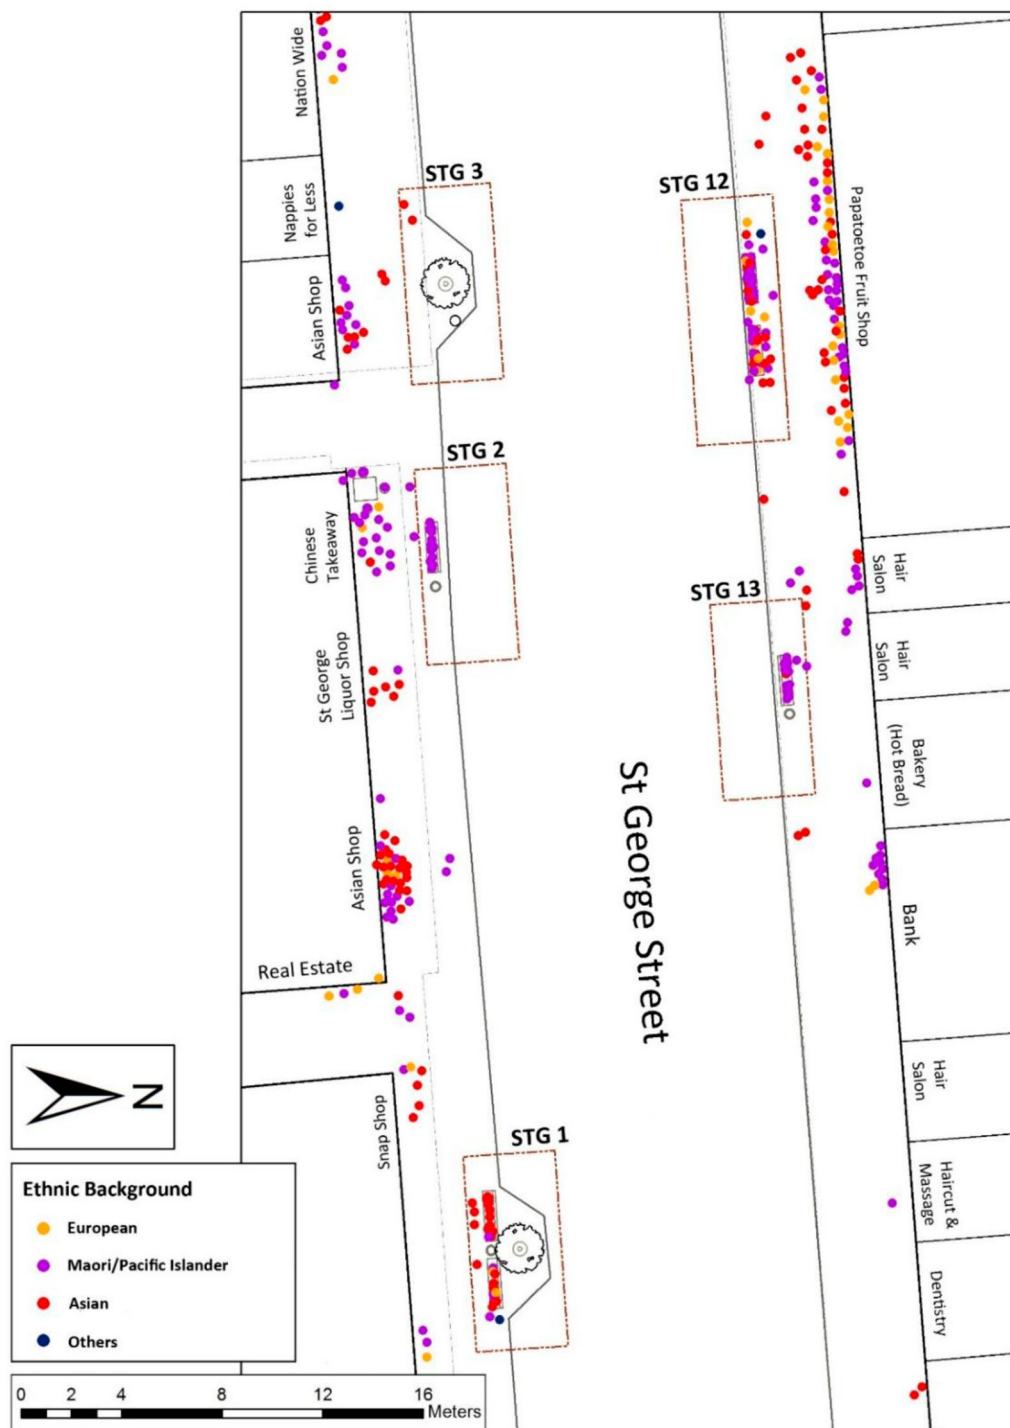 Nation Wide
Nappies
for Less
Asian Shop
STG 3
STG 12
Papatoetoe Fruit Shop
STG 2
Chinese
Takeaway
St George
Liquor Shop
STG 13
Hair
Salon
Hair
Salon
Bakery
(Hot Bread)
St George Street
Asian Shop
Bank
Real Estate
Hair
Salon
Snap Shop
STG 1
Haircut &
Massage
Dentistry
N
Ethnic Background
European
Maori/Pacific Islander
Asian
Others
0 2 4 8 12 16
Meters